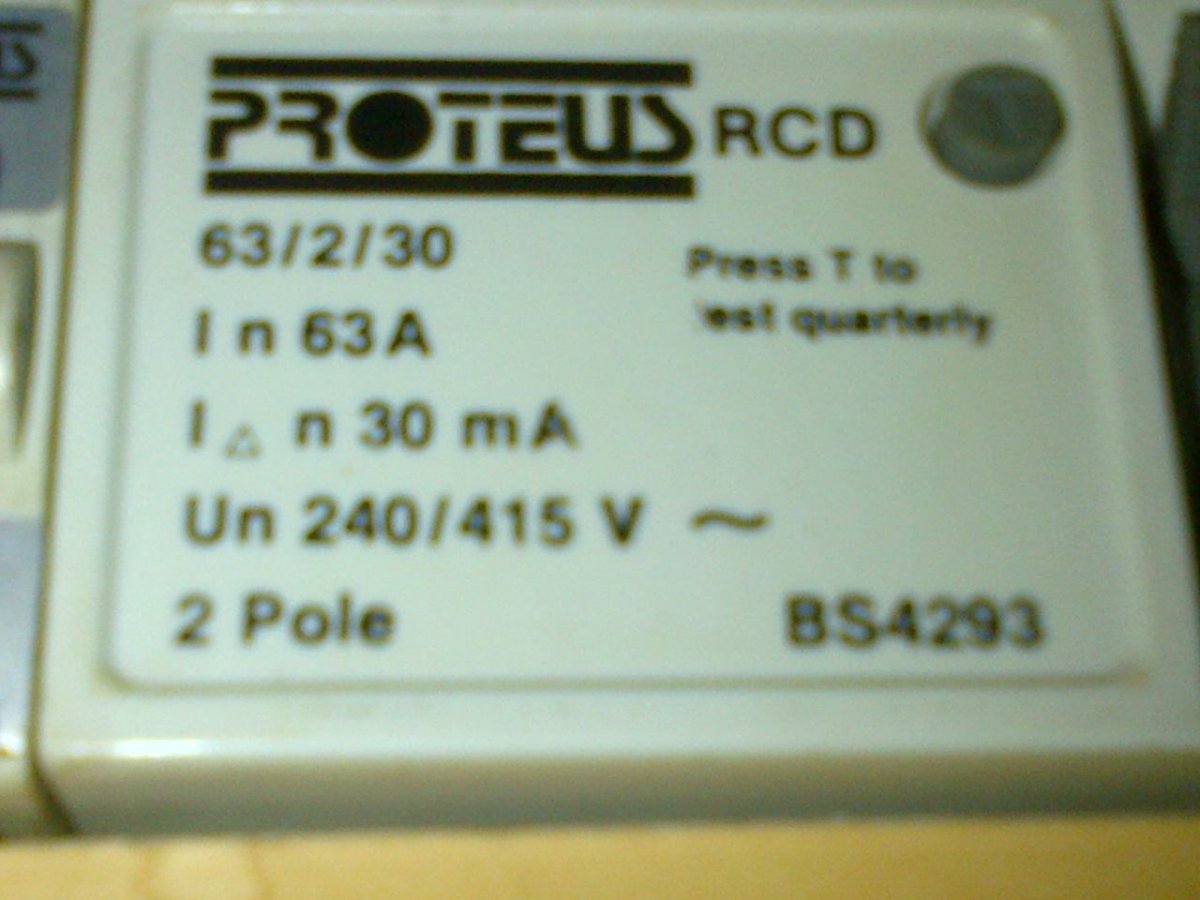 PROTEUS RCD
63/2/30
Press T to
est quarterly
I n 63A
I △ n 30 mA
Un 240/415 V ~
2 Pole BS4293